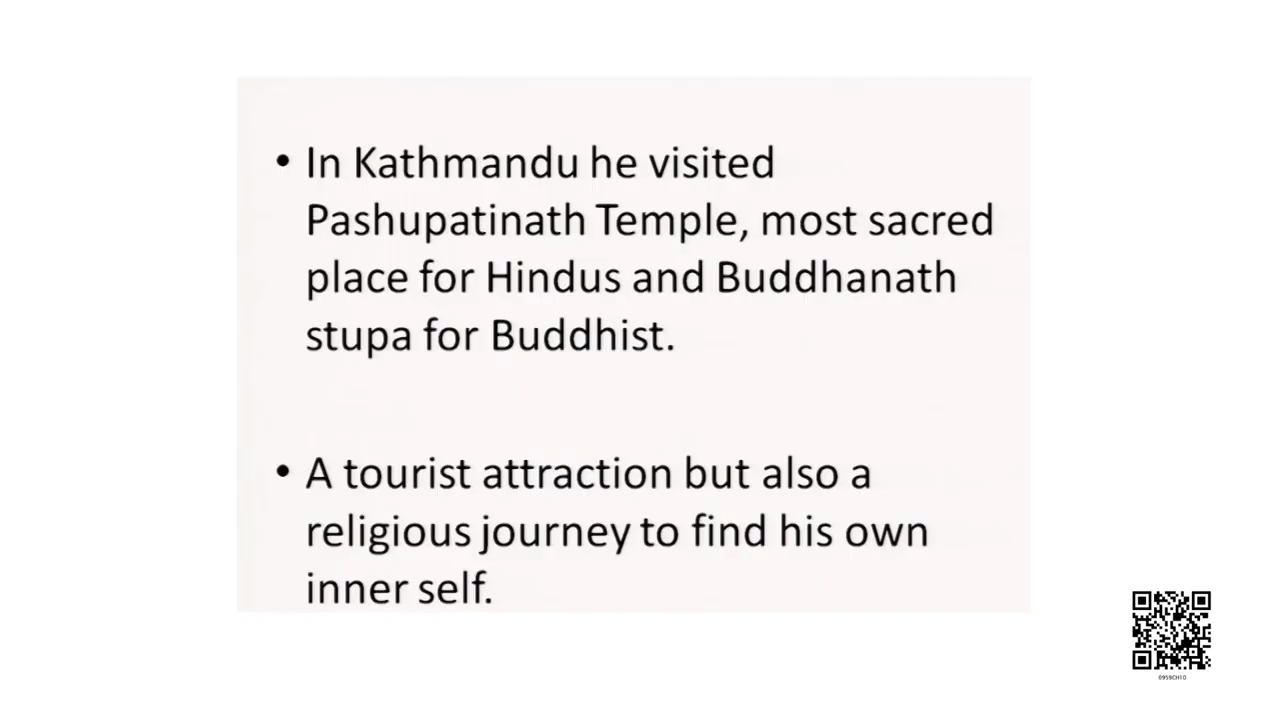 • In Kathmandu he visited
Pashupatinath Temple, most sacred
place for Hindus and Buddhanath
stupa for Buddhist.
• A tourist attraction but also a
religious journey to find his own
inner self.
0959CH10